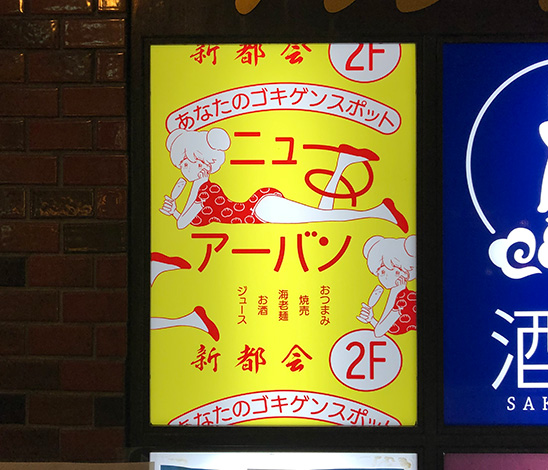 新都会 2F
あなたのゴキゲンスポット
ニュー
アーバン
おつまみ
焼売
海老麺
お酒
ジュース
新都会 2F
あなたのゴキゲンスポット
酒
SAK